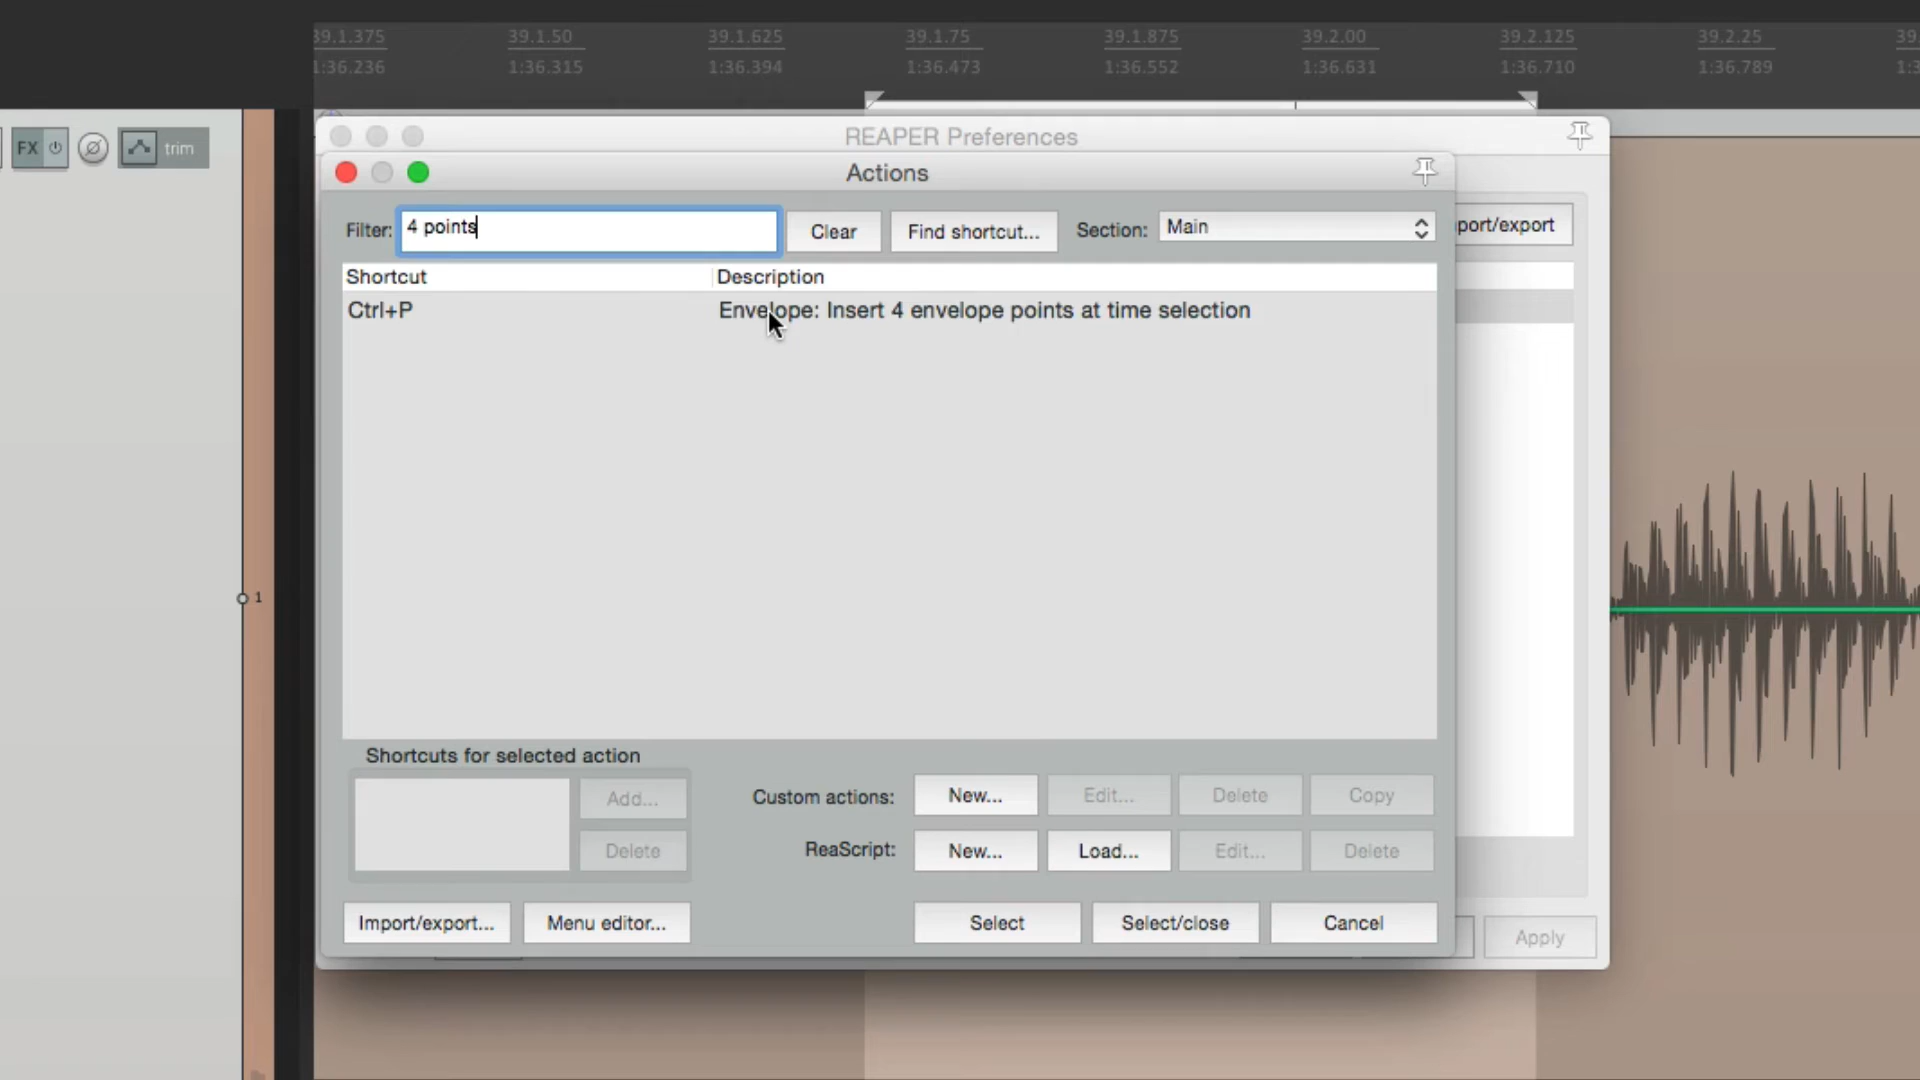 39.1.375 39.1.50 39.1.625 39.1.75 39.1.875 39.2.00 39.2.125 39.2.25 39
1:36.236 1:36.315 1:36.394 1:36.473 1:36.552 1:36.631 1:36.710 1:36.789 1:3
REAPER Preferences
FX trim
Actions
Filter: 4 points Clear Find shortcut... Section: Main port/export
Shortcut Description
Ctrl+P Envelope: Insert 4 envelope points at time selection
1
Shortcuts for selected action
Add... Custom actions: New... Edit... Delete Copy
Delete ReaScript: New... Load... Edit... Delete
Import/export... Menu editor... Select Select/close Cancel Apply